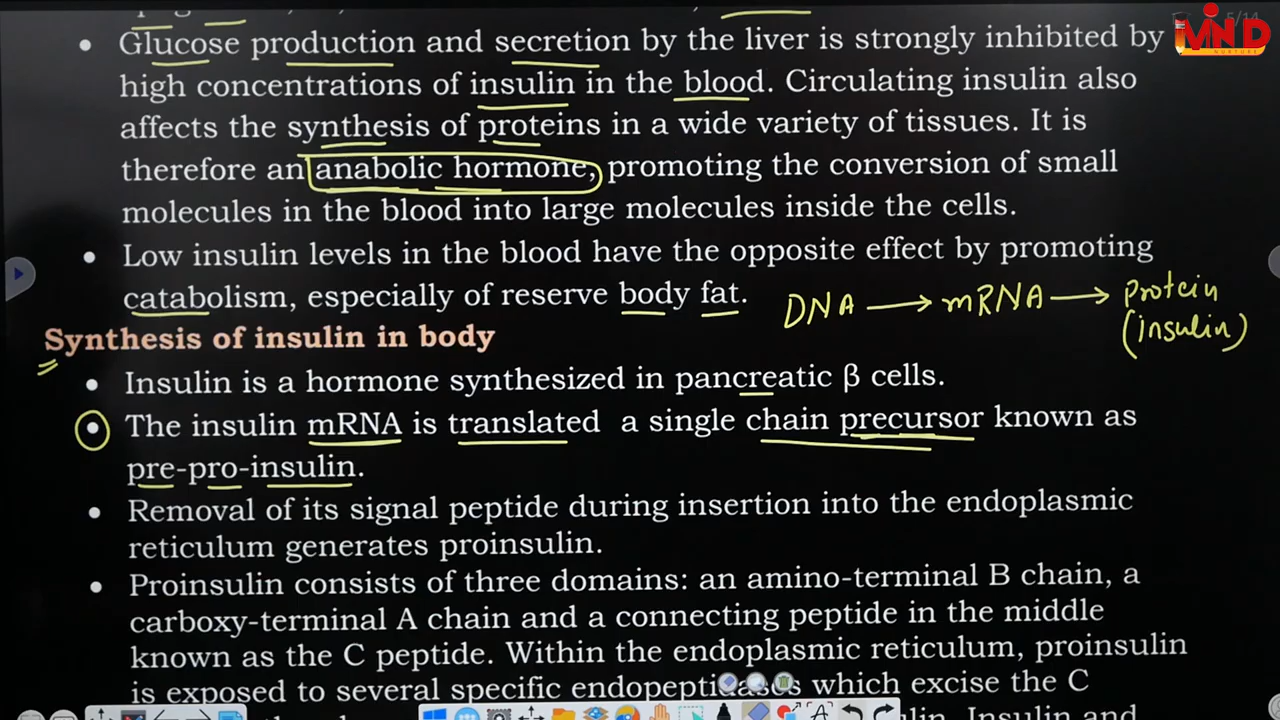 5/14
MIND
NURTURE
• Glucose production and secretion by the liver is strongly inhibited by
high concentrations of insulin in the blood. Circulating insulin also
affects the synthesis of proteins in a wide variety of tissues. It is
therefore an anabolic hormone, promoting the conversion of small
molecules in the blood into large molecules inside the cells.
• Low insulin levels in the blood have the opposite effect by promoting
catabolism, especially of reserve body fat.
DNA → mRNA → Protein
(insulin)
Synthesis of insulin in body
• Insulin is a hormone synthesized in pancreatic β cells.
• The insulin mRNA is translated a single chain precursor known as
pre-pro-insulin.
• Removal of its signal peptide during insertion into the endoplasmic
reticulum generates proinsulin.
• Proinsulin consists of three domains: an amino-terminal B chain, a
carboxy-terminal A chain and a connecting peptide in the middle
known as the C peptide. Within the endoplasmic reticulum, proinsulin
is exposed to several specific endopeptidases which excise the C
Insulin and